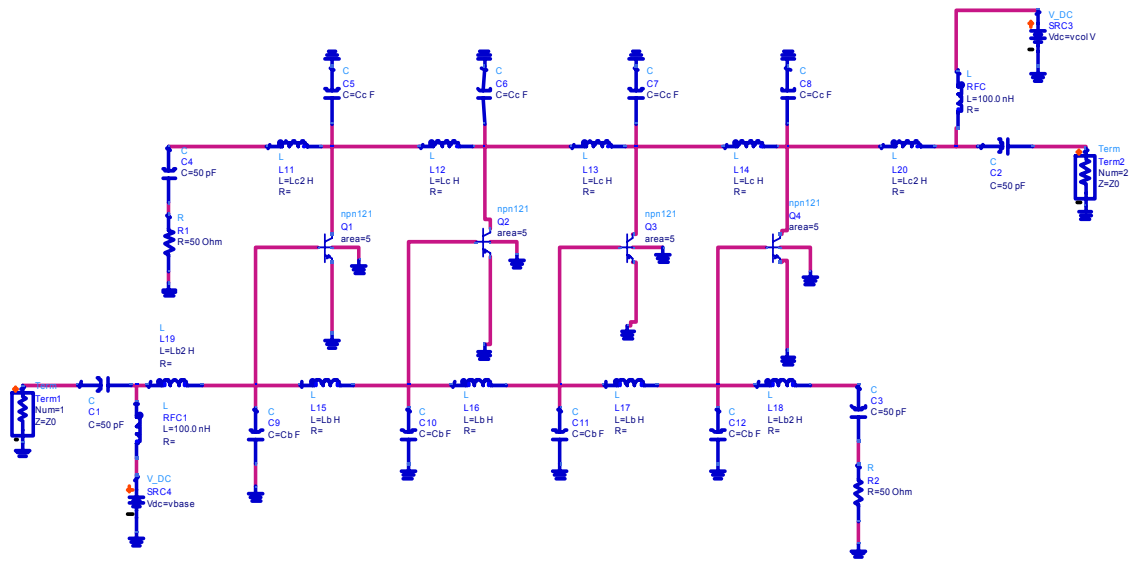 V_DC
SRC3
Vdc=vcol V
C
C5
C=Cc F
C
C6
C=Cc F
C
C7
C=Cc F
C
C8
C=Cc F
L
RFC
L=100.0 nH
R=
C
C4
C=50 pF
L
L11
L=Lc2 H
R=
L
L12
L=Lc H
R=
L
L13
L=Lc H
R=
L
L14
L=Lc H
R=
L
L20
L=Lc2 H
R=
C
C2
C=50 pF
Term
Term2
Num=2
Z=Z0
R
R1
R=50 Ohm
npn121
Q1
area=5
npn121
Q2
area=5
npn121
Q3
area=5
npn121
Q4
area=5
L
L19
L=Lb2 H
R=
Term
Term1
Num=1
Z=Z0
C
C1
C=50 pF
L
RFC1
L=100.0 nH
R=
V_DC
SRC4
Vdc=vbase
C
C9
C=Cb F
L
L15
L=Lb H
R=
C
C10
C=Cb F
L
L16
L=Lb H
R=
C
C11
C=Cb F
L
L17
L=Lb H
R=
C
C12
C=Cb F
L
L18
L=Lb2 H
R=
C
C3
C=50 pF
R
R2
R=50 Ohm